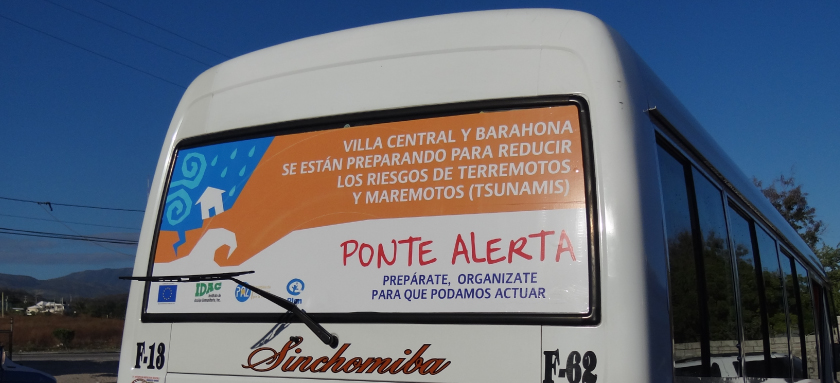 VILLA CENTRAL Y BARAHONA
SE ESTÁN PREPARANDO PARA REDUCIR
LOS RIESGOS DE TERREMOTOS
Y MAREMOTOS (TSUNAMIS)
PONTE ALERTA
PREPÁRATE, ORGANIZATE
PARA QUE PODAMOS ACTUAR
IDAC
F-13
Sinchomiba
F-62